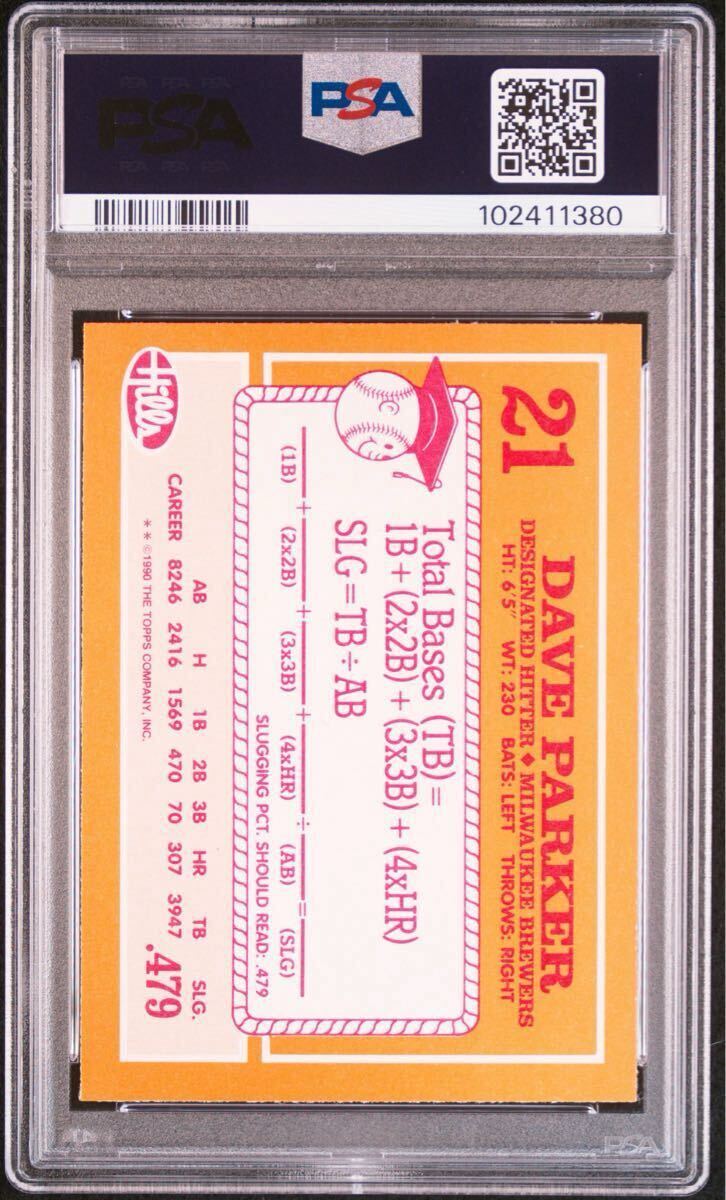 PSA
PSA
102411380
21
DAVE PARKER
DESIGNATED HITTER ♦ MILWAUKEE BREWERS
HT: 6'5" WT: 230 BATS: LEFT THROWS: RIGHT
Total Bases (TB) =
1B + (2x2B) + (3x3B) + (4xHR)
SLG = TB ÷ AB
+ + + ÷ =
(1B) (2x2B) (3x3B) (4xHR) (AB) (SLG)
SLUGGING PCT. SHOULD READ: .479
Hills
AB H 1B 2B 3B HR TB SLG.
CAREER 8246 2416 1569 470 70 307 3947 .479
** ©1990 THE TOPPS COMPANY, INC.
PSA